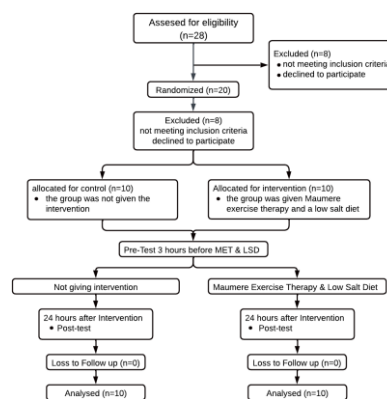 Assesed for eligibility
(n=28)
Excluded (n=8)
● not meeting inclusion criteria
● declined to participate
Randomized (n=20)
Excluded (n=8)
not meeting inclusion criteria
declined to participate
allocated for control (n=10)
● the group was not given the
intervention
Allocated for intervention (n=10)
● the group was given Maumere
exercise therapy and a low salt diet
Pre-Test 3 hours before MET & LSD
Not giving intervention
Maumere Exercise Therapy & Low Salt Diet
24 hours after Intervention
● Post-test
24 hours after Intervention
● Post-test
Loss to Follow up (n=0)
Loss to Follow up (n=0)
Analysed (n=10)
Analysed (n=10)